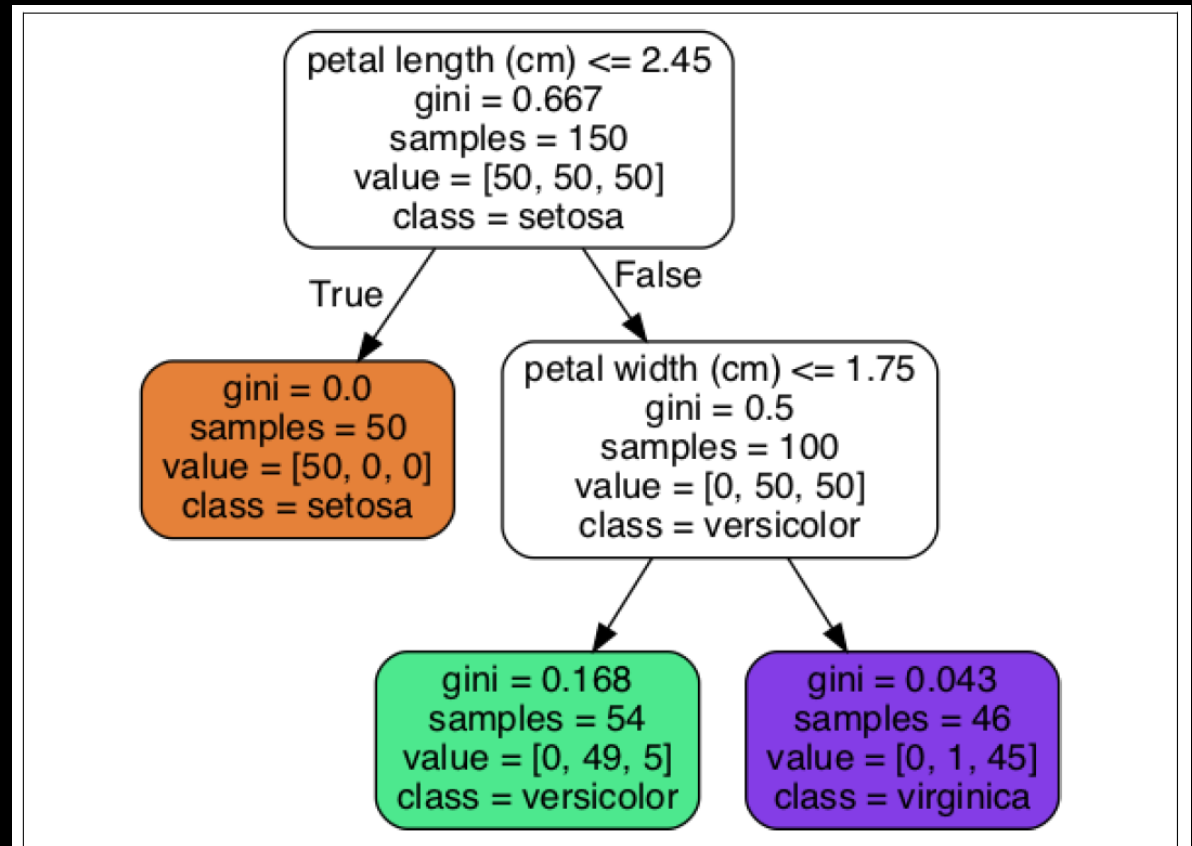 petal length (cm) <= 2.45
gini = 0.667
samples = 150
value = [50, 50, 50]
class = setosa
True
False
gini = 0.0
samples = 50
value = [50, 0, 0]
class = setosa
petal width (cm) <= 1.75
gini = 0.5
samples = 100
value = [0, 50, 50]
class = versicolor
gini = 0.168
samples = 54
value = [0, 49, 5]
class = versicolor
gini = 0.043
samples = 46
value = [0, 1, 45]
class = virginica